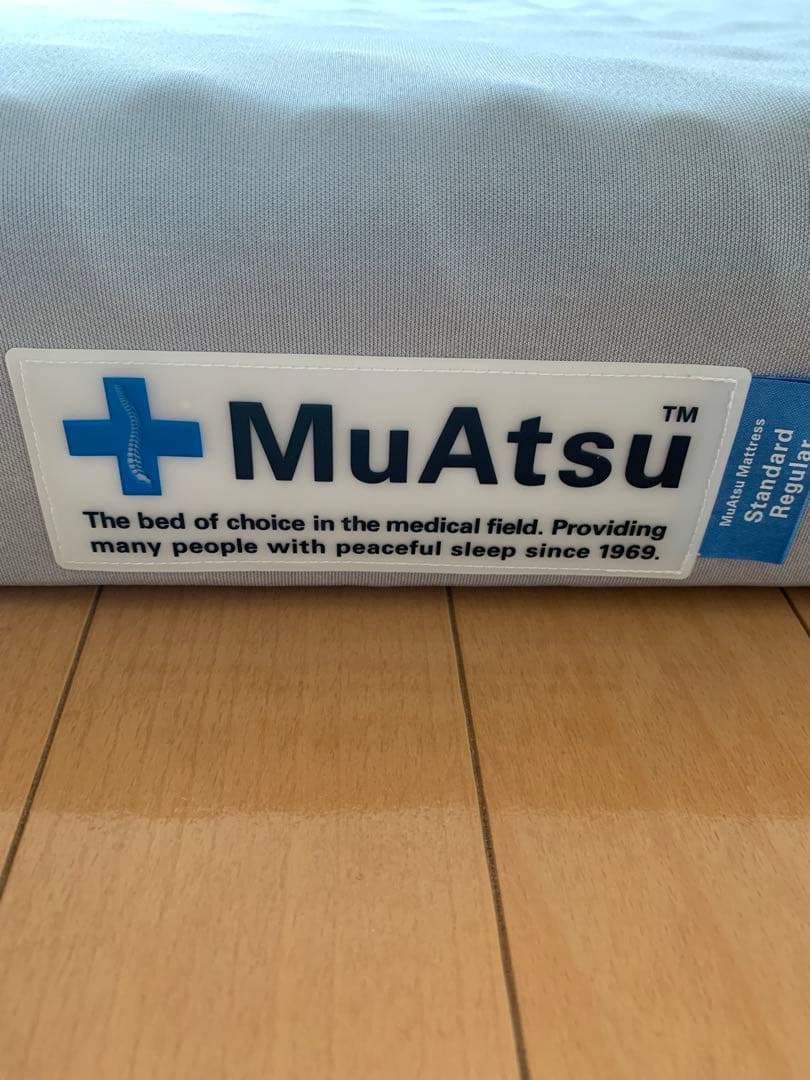 MuAtsu™
The bed of choice in the medical field. Providing
many people with peaceful sleep since 1969.
MuAtsu Mattress
Standard
Regular